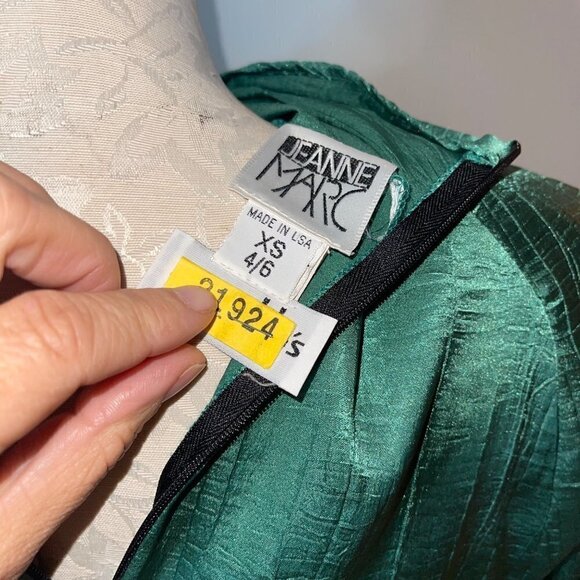 JEANNE
MARC
MADE IN USA
XS
4/6
21924
's